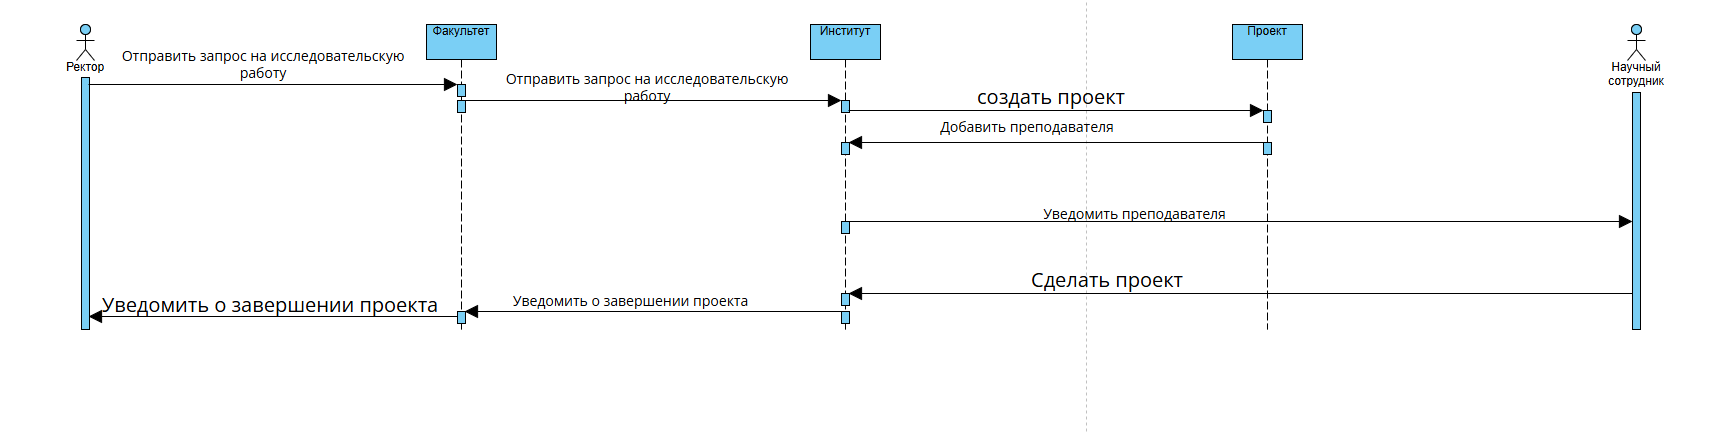 Ректор
Факультет
Институт
Проект
Научный
сотрудник
Отправить запрос на исследовательскую
работу
Отправить запрос на исследовательскую
работу
создать проект
Добавить преподавателя
Уведомить преподавателя
Сделать проект
Уведомить о завершении проекта
Уведомить о завершении проекта